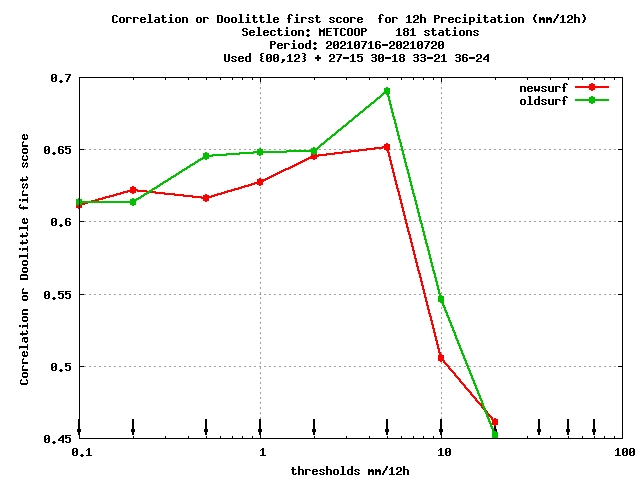 Correlation or Doolittle first score  for 12h Precipitation (mm/12h)
Selection: METCOOP    181 stations
Period: 20210716-20210720
Used {00,12} + 27-15 30-18 33-21 36-24
newsurf
oldsurf
0.7
0.65
0.6
0.55
0.5
0.45
Correlation or Doolittle first score
0.1
1
10
100
thresholds mm/12h